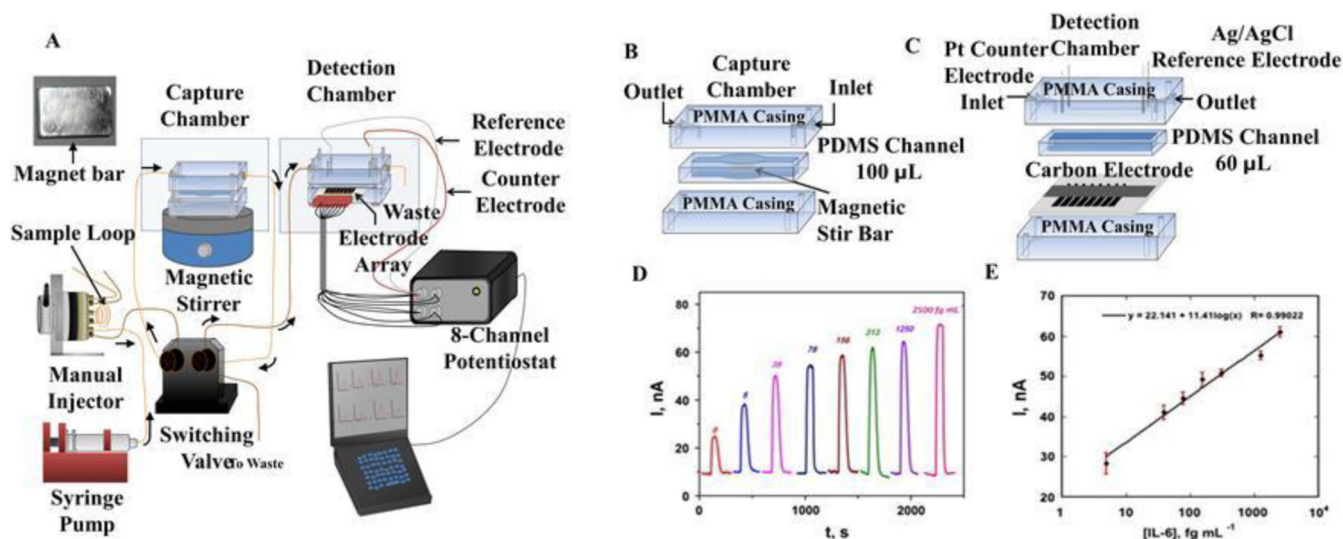 A
Magnet bar
Capture
Chamber
Detection
Chamber
Reference
Electrode
Counter
Electrode
Waste
Electrode
Array
Sample Loop
Magnetic
Stirrer
8-Channel
Potentiostat
Manual
Injector
Switching
Valve
To Waste
Syringe
Pump
B
Capture
Chamber
Outlet
Inlet
PMMA Casing
PDMS Channel
100 µL
PMMA Casing
Magnetic
Stir Bar
C
Detection
Chamber
Pt Counter
Electrode
Ag/AgCl
Reference Electrode
Inlet
PMMA Casing
Outlet
PDMS Channel
60 µL
Carbon Electrode
PMMA Casing
D
I, nA
80
60
40
20
0
0
5
39
78
156
1250
2500 fg mL⁻¹
0
1000
2000
t, s
E
y = 22.141 + 11.41log(x) R= 0.99022
I, nA
70
60
50
40
30
20
1
10
100
1000
10⁴
[IL-6], fg mL⁻¹